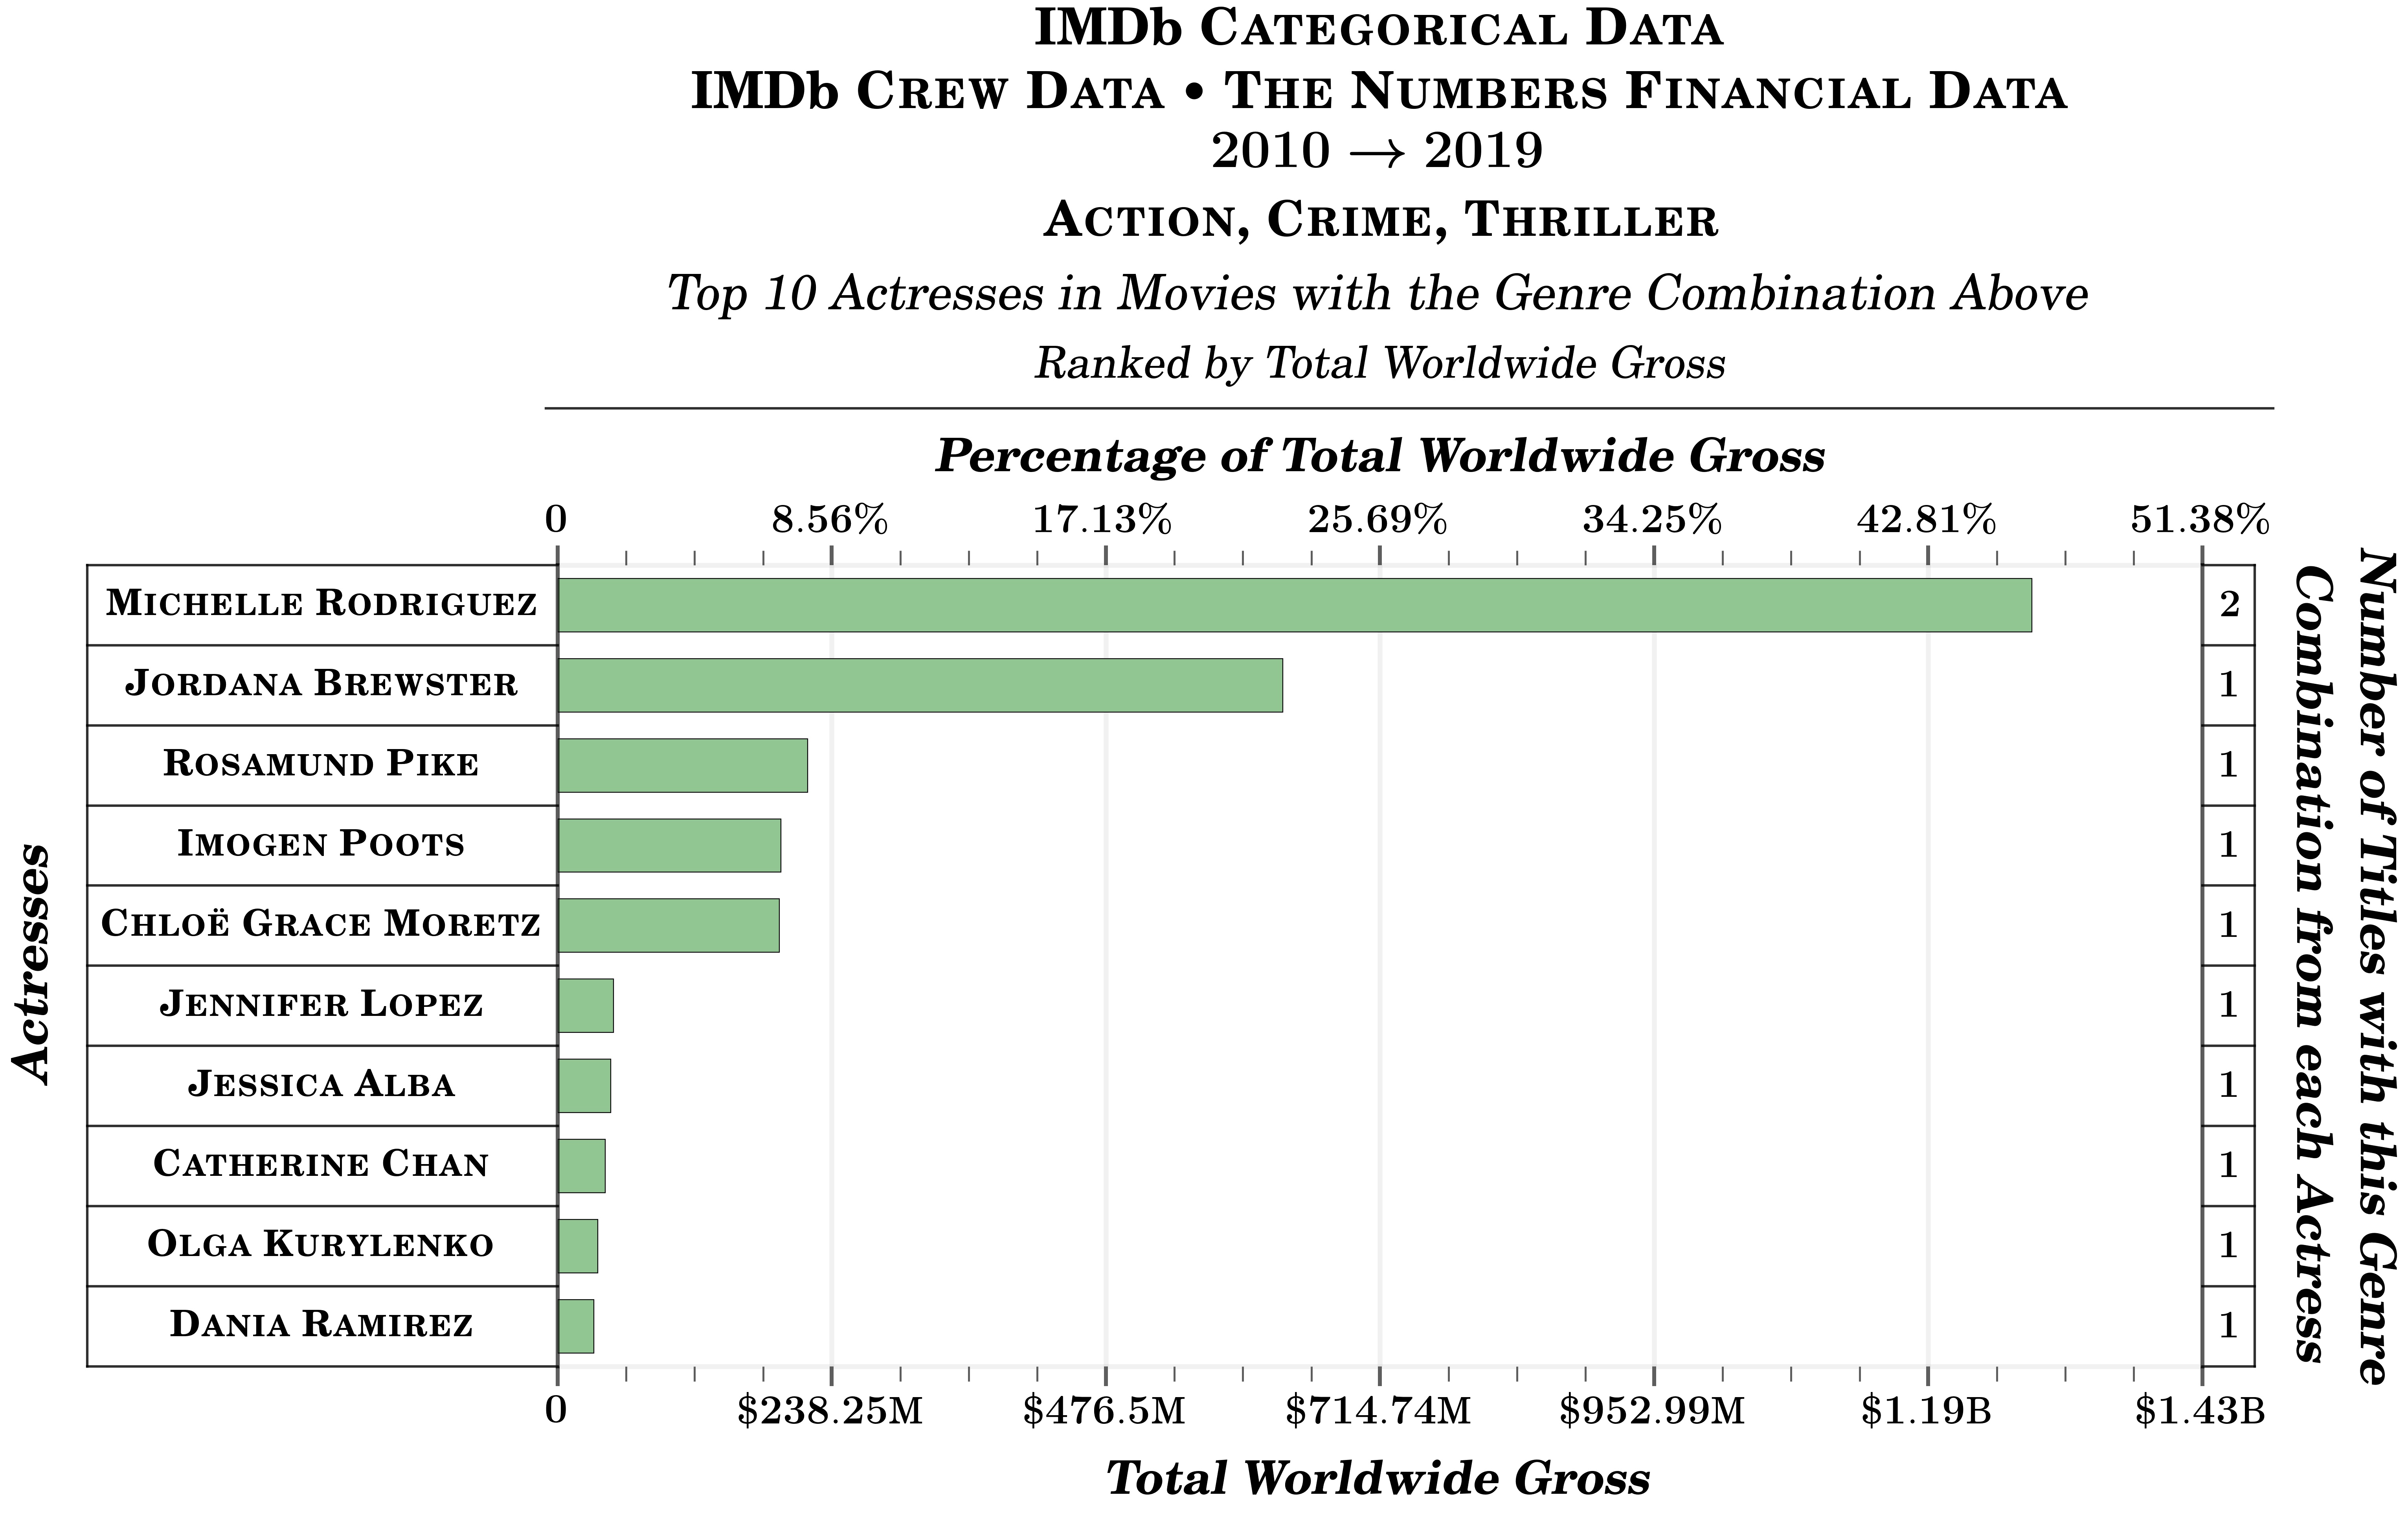 IMDb Categorical Data
IMDb Crew Data • The Numbers Financial Data
2010 → 2019
Action, Crime, Thriller
Top 10 Actresses in Movies with the Genre Combination Above
Ranked by Total Worldwide Gross
Percentage of Total Worldwide Gross
0 8.56% 17.13% 25.69% 34.25% 42.81% 51.38%
Actresses
Michelle Rodriguez 2
Jordana Brewster 1
Rosamund Pike 1
Imogen Poots 1
Chloë Grace Moretz 1
Jennifer Lopez 1
Jessica Alba 1
Catherine Chan 1
Olga Kurylenko 1
Dania Ramirez 1
Number of Titles with this Genre
Combination from each Actress
0 $238.25M $476.5M $714.74M $952.99M $1.19B $1.43B
Total Worldwide Gross